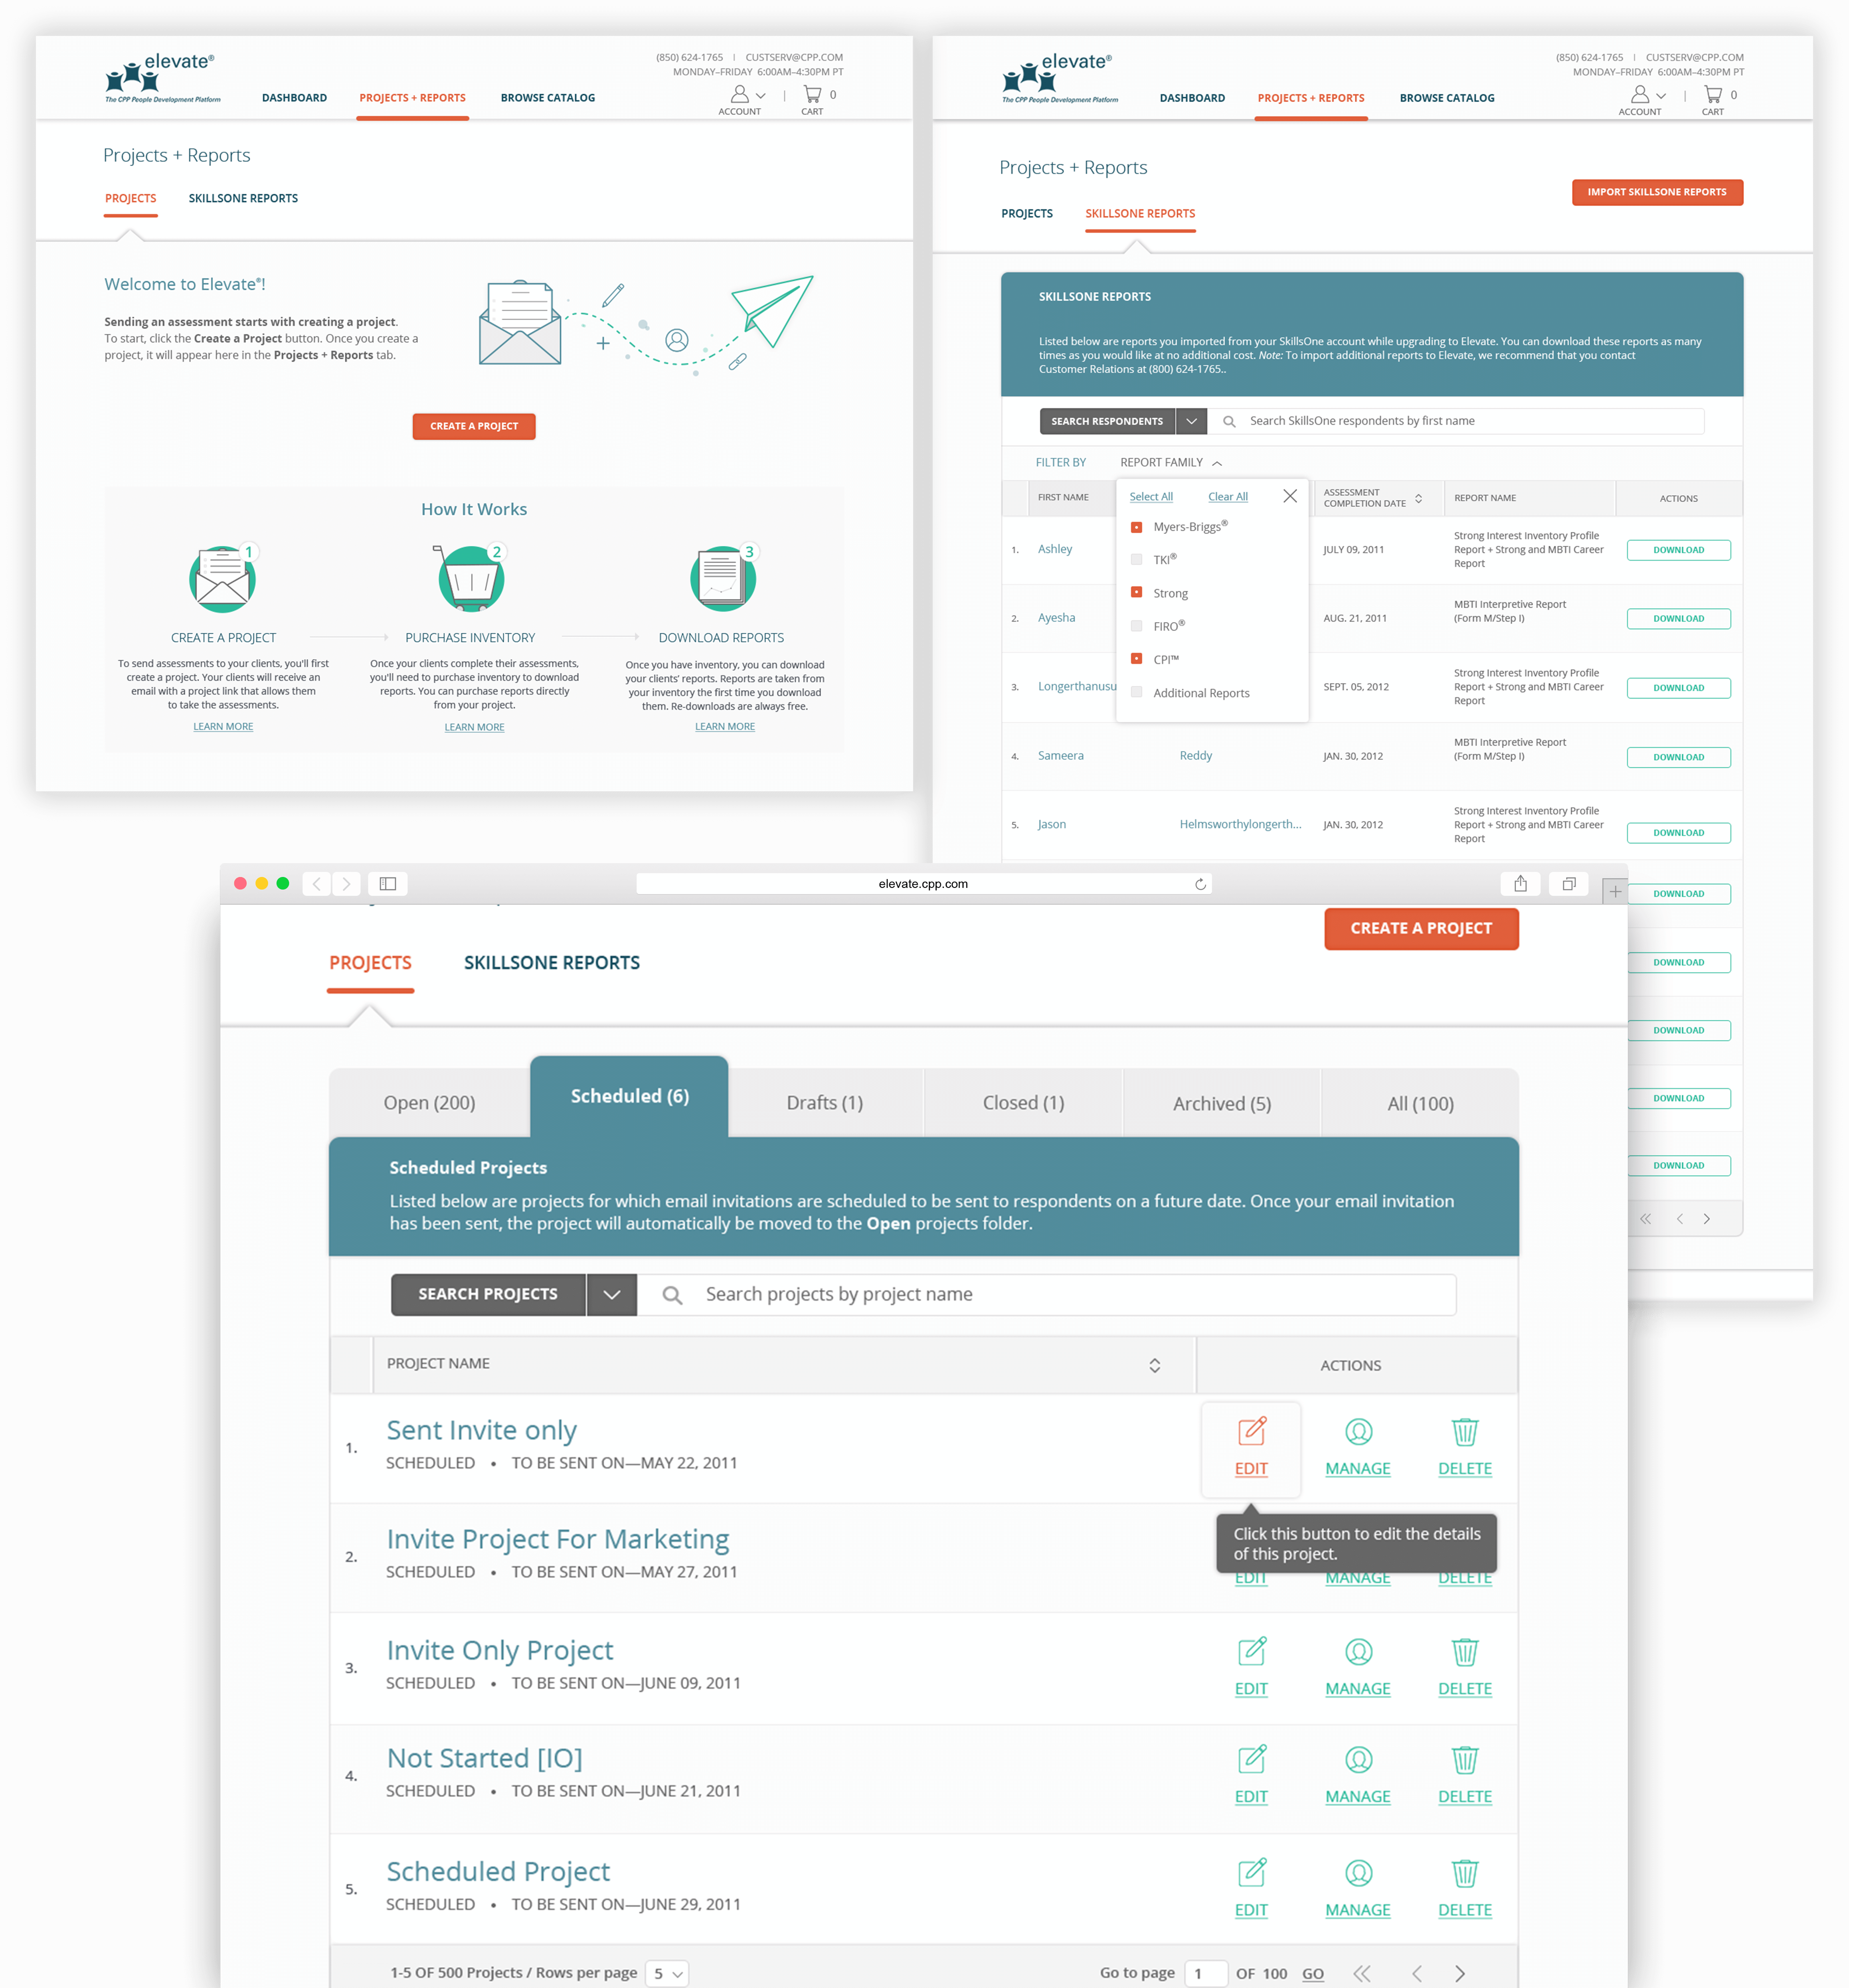 elevate®
The CPP People Development Platform
DASHBOARD
PROJECTS + REPORTS
BROWSE CATALOG
(850) 624-1765 | CUSTSERV@CPP.COM
MONDAY–FRIDAY 6:00AM–4:30PM PT
ACCOUNT
0
CART
Projects + Reports
PROJECTS
SKILLSONE REPORTS
Welcome to Elevate®!
Sending an assessment starts with creating a project.
To start, click the Create a Project button. Once you create a
project, it will appear here in the Projects + Reports tab.
CREATE A PROJECT
How It Works
1
CREATE A PROJECT
To send assessments to your clients, you'll first
create a project. Your clients will receive an
email with a project link that allows them
to take the assessments.
LEARN MORE
2
PURCHASE INVENTORY
Once your clients complete their assessments,
you'll need to purchase inventory to download
reports. You can purchase reports directly
from your project.
LEARN MORE
3
DOWNLOAD REPORTS
Once you have inventory, you can download
your clients' reports. Reports are taken from
your inventory the first time you download
them. Re-downloads are always free.
LEARN MORE
elevate®
The CPP People Development Platform
DASHBOARD
PROJECTS + REPORTS
BROWSE CATALOG
(850) 624-1765 | CUSTSERV@CPP.COM
MONDAY–FRIDAY 6:00AM–4:30PM PT
ACCOUNT
0
CART
Projects + Reports
IMPORT SKILLSONE REPORTS
PROJECTS
SKILLSONE REPORTS
SKILLSONE REPORTS
Listed below are reports you imported from your SkillsOne account while upgrading to Elevate. You can download these reports as many
times as you would like at no additional cost. Note: To import additional reports to Elevate, we recommend that you contact
Customer Relations at (800) 624-1765..
SEARCH RESPONDENTS
Search SkillsOne respondents by first name
FILTER BY
REPORT FAMILY
Select All
Clear All
Myers-Briggs®
TKI®
Strong
FIRO®
CPI™
Additional Reports
FIRST NAME
ASSESSMENT
COMPLETION DATE
REPORT NAME
ACTIONS
1.
Ashley
JULY 09, 2011
Strong Interest Inventory Profile
Report + Strong and MBTI Career
Report
DOWNLOAD
2.
Ayesha
AUG. 21, 2011
MBTI Interpretive Report
(Form M/Step I)
DOWNLOAD
3.
Longerthanusu
SEPT. 05, 2012
Strong Interest Inventory Profile
Report + Strong and MBTI Career
Report
DOWNLOAD
4.
Sameera
Reddy
JAN. 30, 2012
MBTI Interpretive Report
(Form M/Step I)
DOWNLOAD
5.
Jason
Helmsworthylongerth...
JAN. 30, 2012
Strong Interest Inventory Profile
Report + Strong and MBTI Career
Report
DOWNLOAD
DOWNLOAD
DOWNLOAD
DOWNLOAD
DOWNLOAD
DOWNLOAD
elevate.cpp.com
CREATE A PROJECT
PROJECTS
SKILLSONE REPORTS
Open (200)
Scheduled (6)
Drafts (1)
Closed (1)
Archived (5)
All (100)
Scheduled Projects
Listed below are projects for which email invitations are scheduled to be sent to respondents on a future date. Once your email invitation
has been sent, the project will automatically be moved to the Open projects folder.
SEARCH PROJECTS
Search projects by project name
PROJECT NAME
ACTIONS
1.
Sent Invite only
SCHEDULED • TO BE SENT ON—MAY 22, 2011
EDIT
MANAGE
DELETE
Click this button to edit the details
of this project.
2.
Invite Project For Marketing
SCHEDULED • TO BE SENT ON—MAY 27, 2011
EDIT
MANAGE
DELETE
3.
Invite Only Project
SCHEDULED • TO BE SENT ON—JUNE 09, 2011
EDIT
MANAGE
DELETE
4.
Not Started [IO]
SCHEDULED • TO BE SENT ON—JUNE 21, 2011
EDIT
MANAGE
DELETE
5.
Scheduled Project
SCHEDULED • TO BE SENT ON—JUNE 29, 2011
EDIT
MANAGE
DELETE
1-5 OF 500 Projects / Rows per page 5
Go to page 1 OF 100 GO